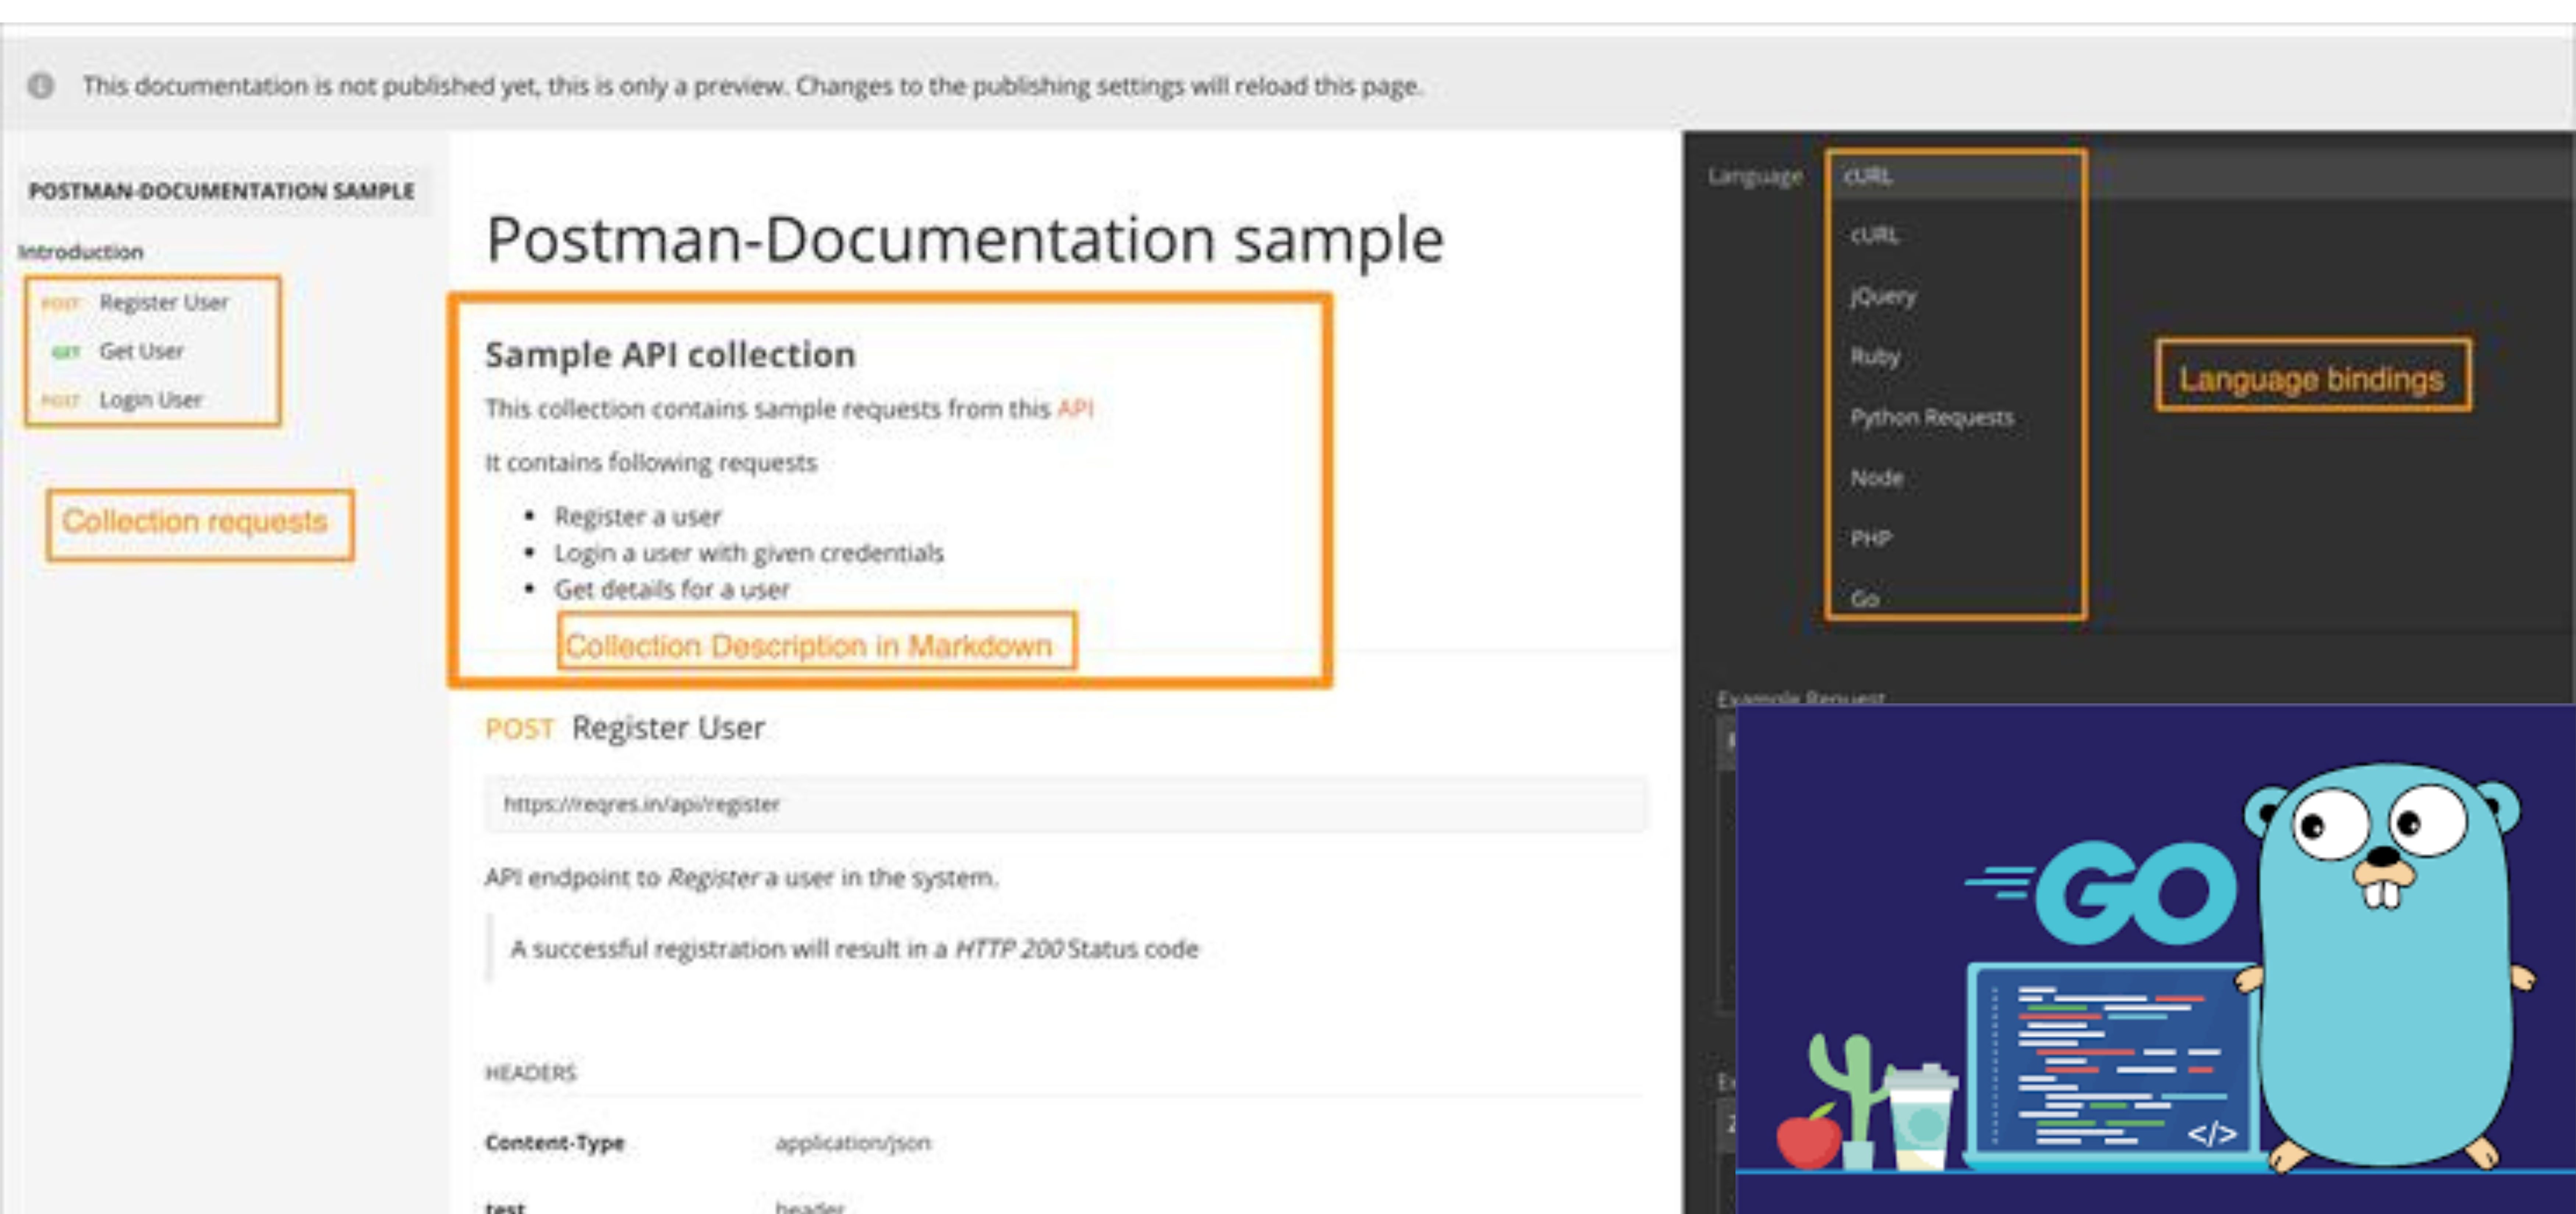 This documentation is not published yet, this is only a preview. Changes to the publishing settings will reload this page.
POSTMAN-DOCUMENTATION SAMPLE
Introduction
POST Register User
GET Get User
POST Login User
Collection requests
Postman-Documentation sample
Sample API collection
This collection contains sample requests from this API
It contains following requests
• Register a user
• Login a user with given credentials
• Get details for a user
Collection Description in Markdown
POST Register User
https://reqres.in/api/register
API endpoint to Register a user in the system.
A successful registration will result in a HTTP 200 Status code
HEADERS
Content-Type application/json
test header
Language cURL
cURL
jQuery
Ruby
Python Requests
Node
PHP
Go
Language bindings
Example Request
GO
</>